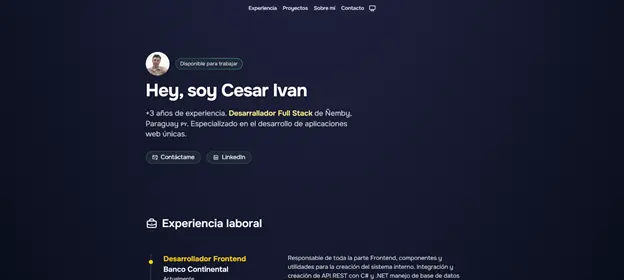 Experiencia Proyectos Sobre mí Contacto
Disponible para trabajar
Hey, soy Cesar Ivan
+3 años de experiencia. Desarrallador Full Stack de Ñemby,
Paraguay PY. Especializado en el desarrollo de aplicaciones
web únicas.
Contáctame LinkedIn
Experiencia laboral
Desarrollador Frontend
Banco Continental
Actualmente
Responsable de toda la parte Frontend, componentes y
utilidades para la creación del sistema interno. Integración y
creación de API REST con C# y .NET manejo de base de datos